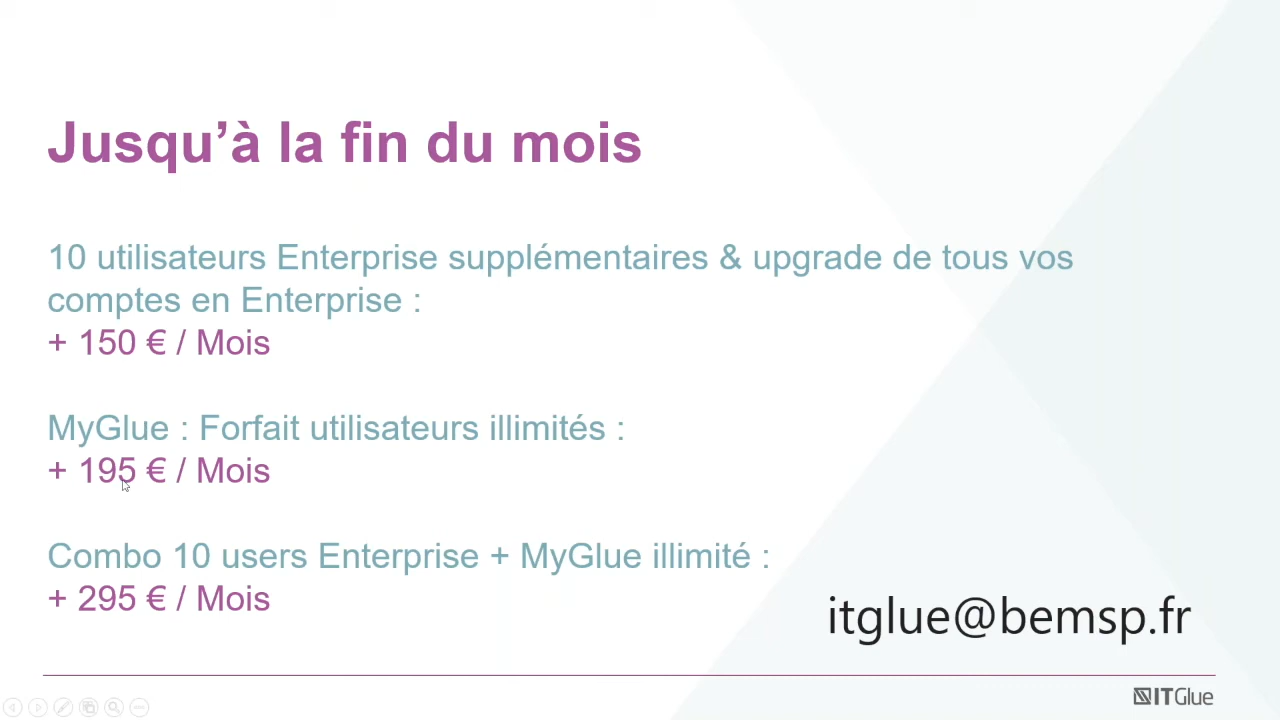 Jusqu’à la fin du mois
10 utilisateurs Enterprise supplémentaires & upgrade de tous vos
comptes en Enterprise :
+ 150 € / Mois
MyGlue : Forfait utilisateurs illimités :
+ 195 € / Mois
Combo 10 users Enterprise + MyGlue illimité :
+ 295 € / Mois
itglue@bemsp.fr
ITGlue